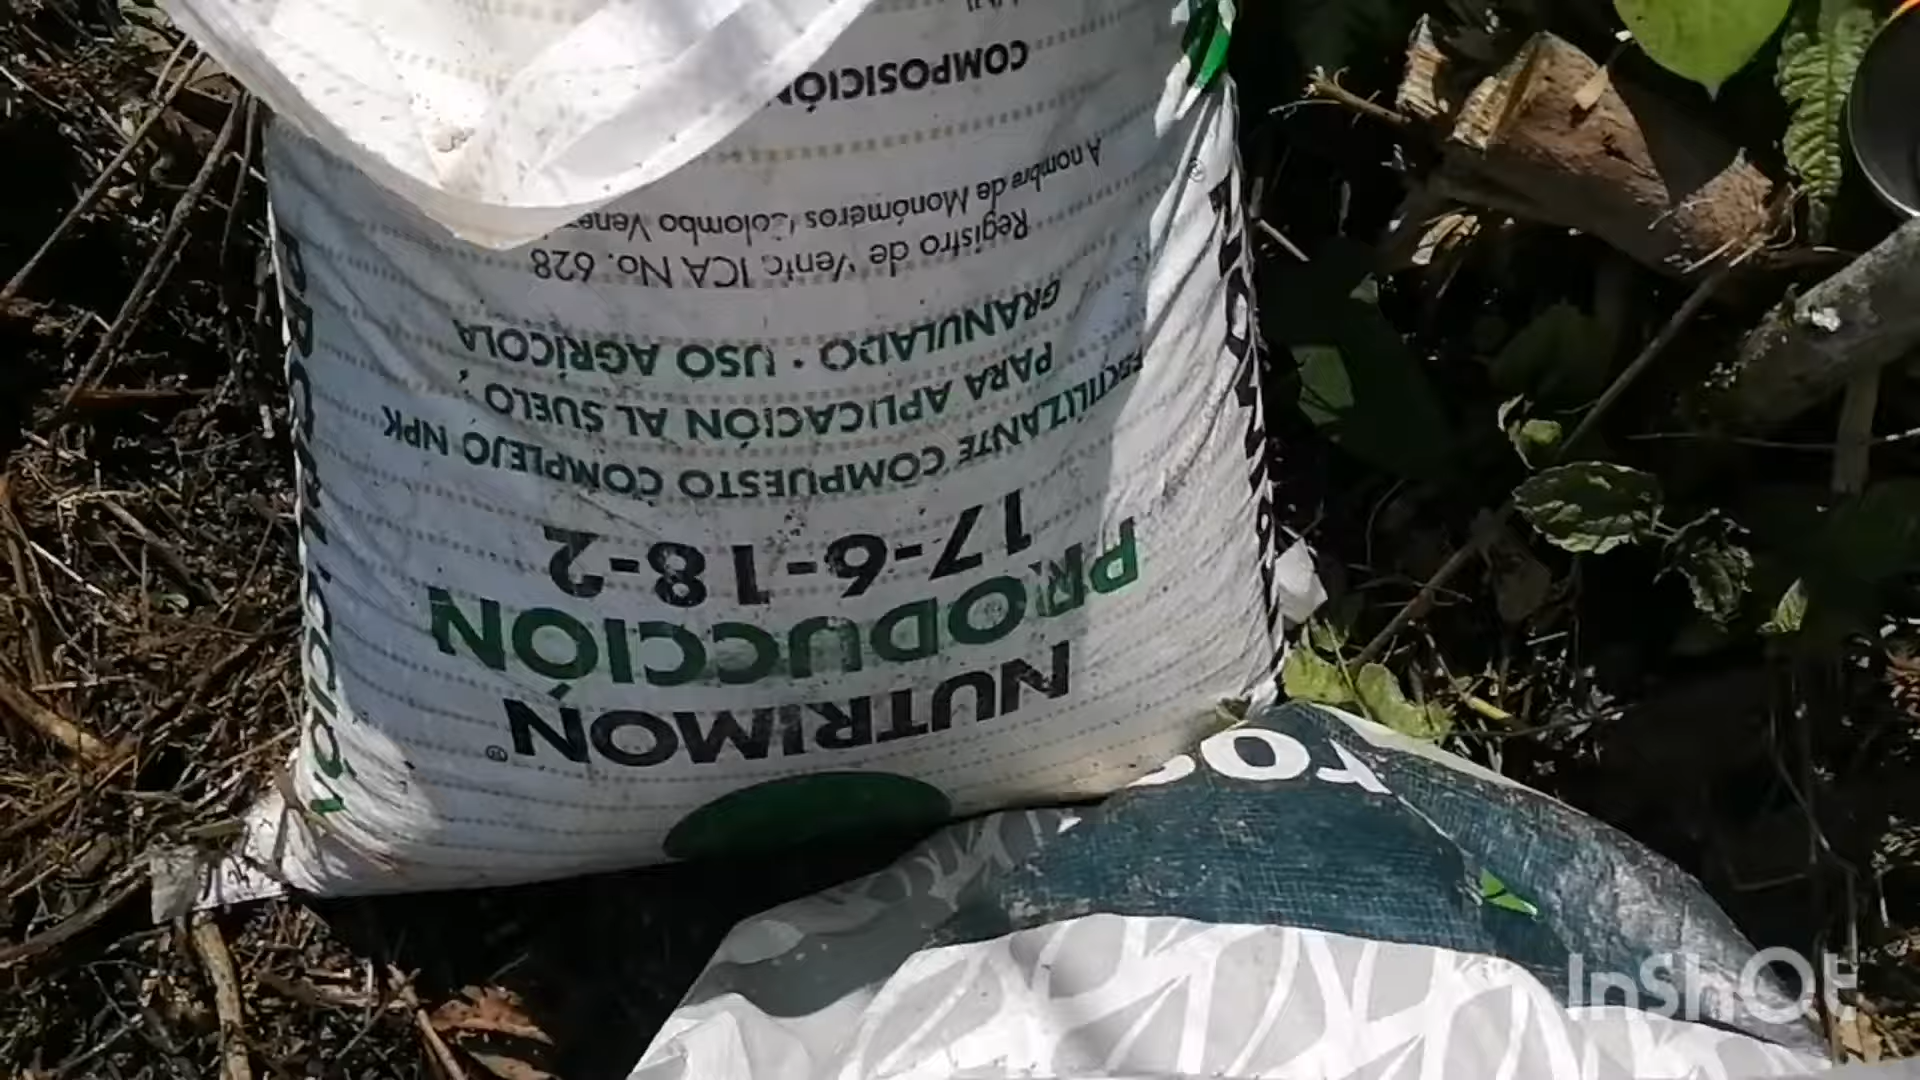 NUTRIMON®
PRODUCCIÓN
17-6-18-2
FERTILIZANTE COMPUESTO COMPLEJO NPK
PARA APLICACIÓN AL SUELO,
GRANULADO · USO AGRÍCOLA
Registro de Venta ICA No. 628
A nombre de Monómeros Colombo
COMPOSICIÓN
InShOt